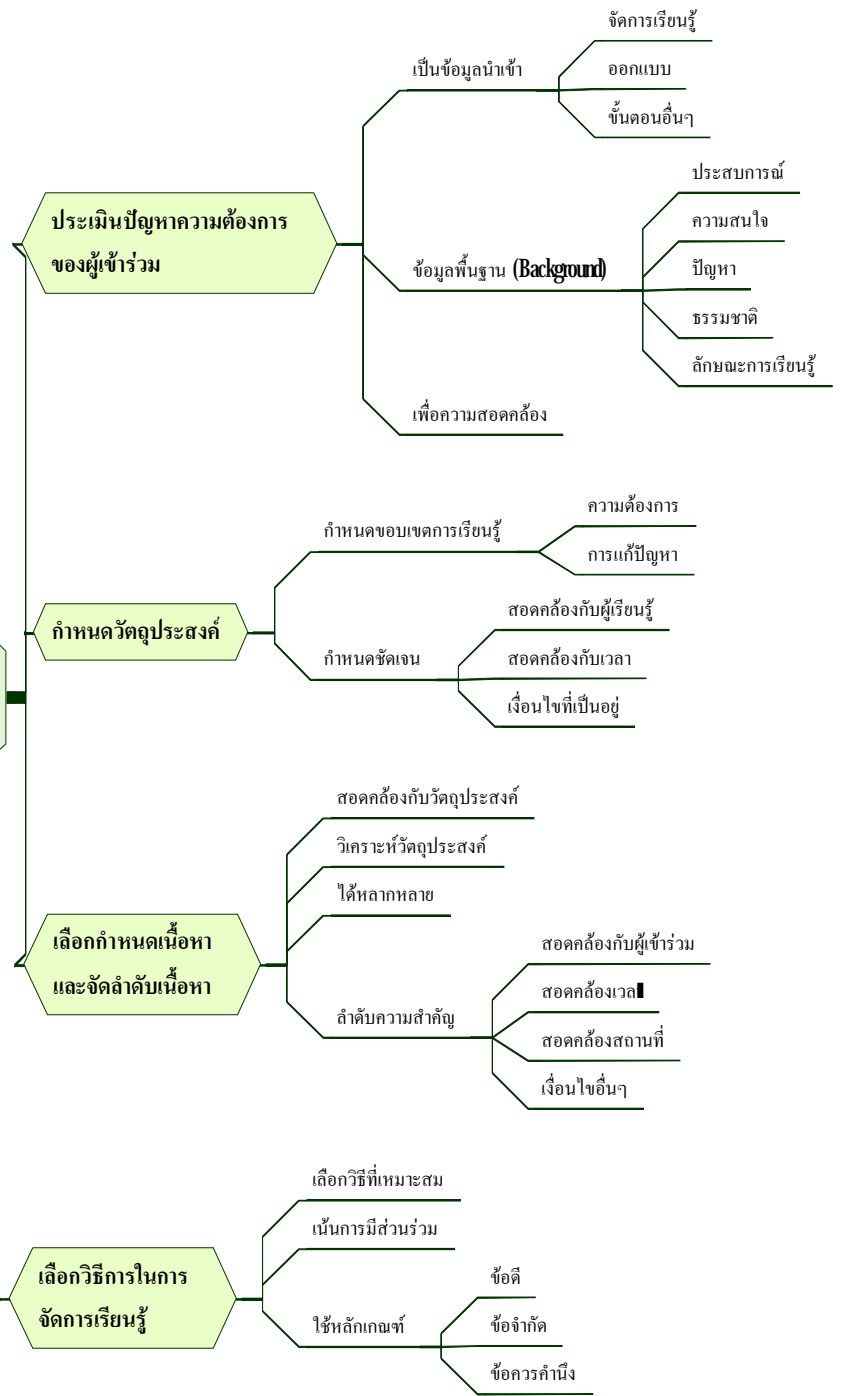 ประเมินปัญหาความต้องการ
ของผู้เข้าร่วม
เป็นข้อมูลนำเข้า
จัดการเรียนรู้
ออกแบบ
ขั้นตอนอื่นๆ
ข้อมูลพื้นฐาน (Background)
ประสบการณ์
ความสนใจ
ปัญหา
ธรรมชาติ
ลักษณะการเรียนรู้
เพื่อความสอดคล้อง
กำหนดวัตถุประสงค์
กำหนดขอบเขตการเรียนรู้
ความต้องการ
การแก้ปัญหา
กำหนดชัดเจน
สอดคล้องกับผู้เรียนรู้
สอดคล้องกับเวลา
เงื่อนไขที่เป็นอยู่
เลือกกำหนดเนื้อหา
และจัดลำดับเนื้อหา
สอดคล้องกับวัตถุประสงค์
วิเคราะห์วัตถุประสงค์
ได้หลากหลาย
ลำดับความสำคัญ
สอดคล้องกับผู้เข้าร่วม
สอดคล้องเวล
สอดคล้องสถานที่
เงื่อนไขอื่นๆ
เลือกวิธีการในการ
จัดการเรียนรู้
เลือกวิธีที่เหมาะสม
เน้นการมีส่วนร่วม
ใช้หลักเกณฑ์
ข้อดี
ข้อจำกัด
ข้อควรคำนึง